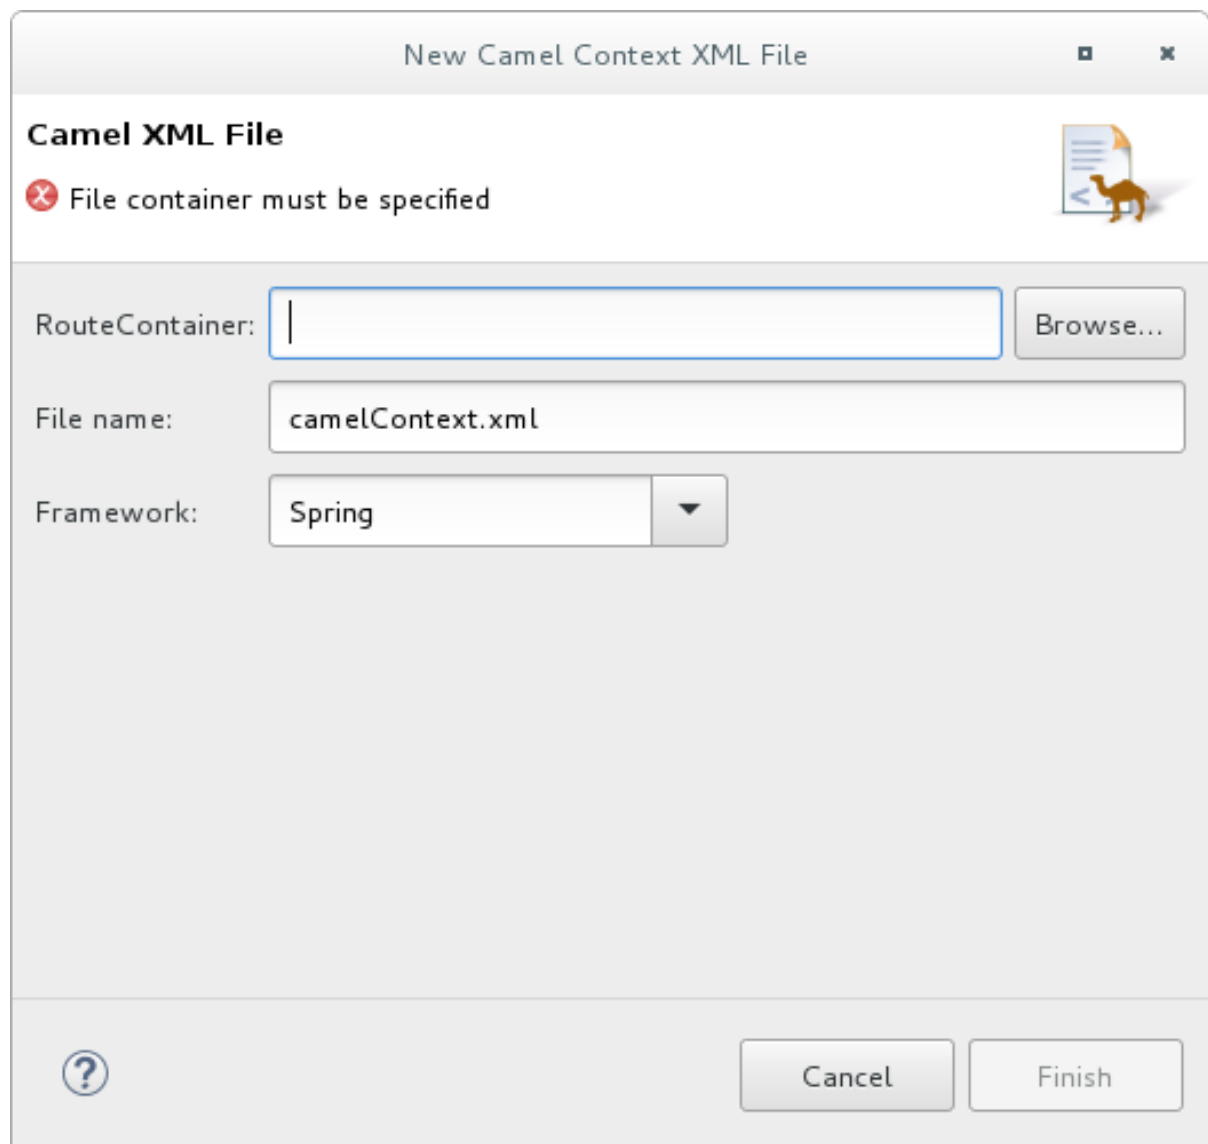 New Camel Context XML File
Camel XML File
File container must be specified
RouteContainer:
Browse...
File name:
camelContext.xml
Framework:
Spring
Cancel
Finish